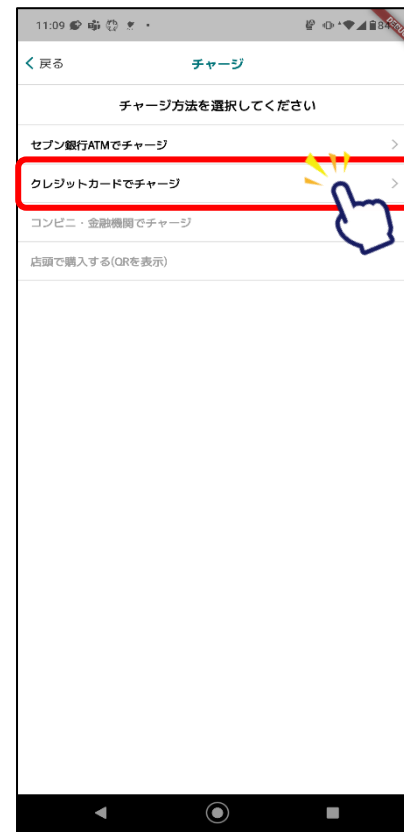 11:09
戻る
チャージ
チャージ方法を選択してください
セブン銀行ATMでチャージ
クレジットカードでチャージ
コンビニ・金融機関でチャージ
店頭で購入する(QRを表示)